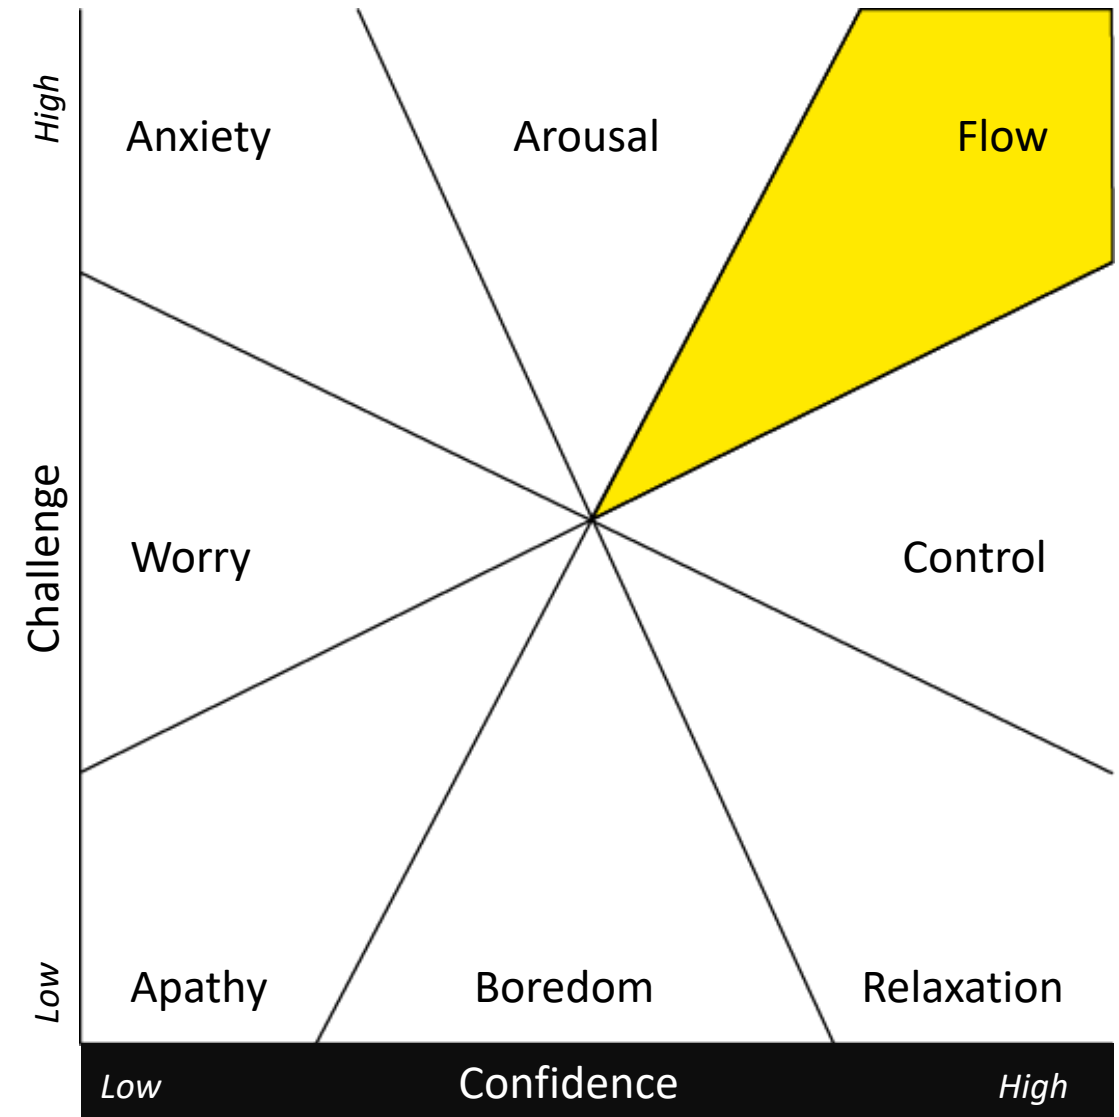 High
Anxiety
Arousal
Flow
Challenge
Worry
Control
Low
Apathy
Boredom
Relaxation
Low
Confidence
High